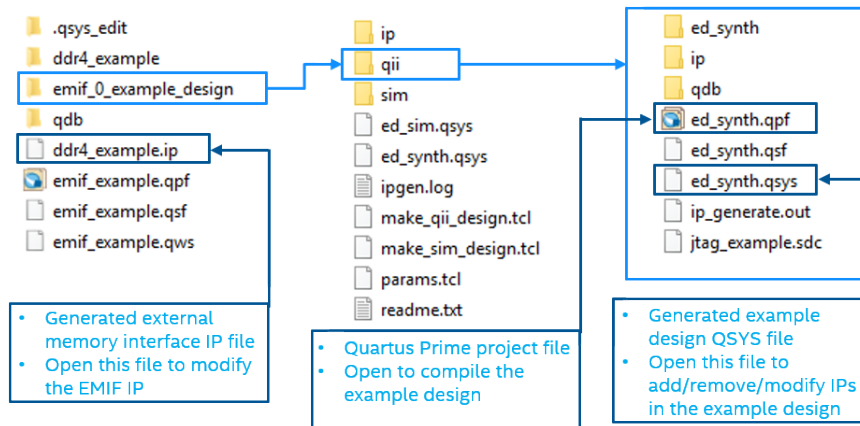 .qsys_edit
ddr4_example
emif_0_example_design
qdb
ddr4_example.ip
emif_example.qpf
emif_example.qsf
emif_example.qws
ip
qii
sim
ed_sim.qsys
ed_synth.qsys
ipgen.log
make_qii_design.tcl
make_sim_design.tcl
params.tcl
readme.txt
ed_synth
ip
qdb
ed_synth.qpf
ed_synth.qsf
ed_synth.qsys
ip_generate.out
jtag_example.sdc
• Generated external
memory interface IP file
• Open this file to modify
the EMIF IP
• Quartus Prime project file
• Open to compile the
example design
• Generated example
design QSYS file
• Open this file to
add/remove/modify IPs
in the example design